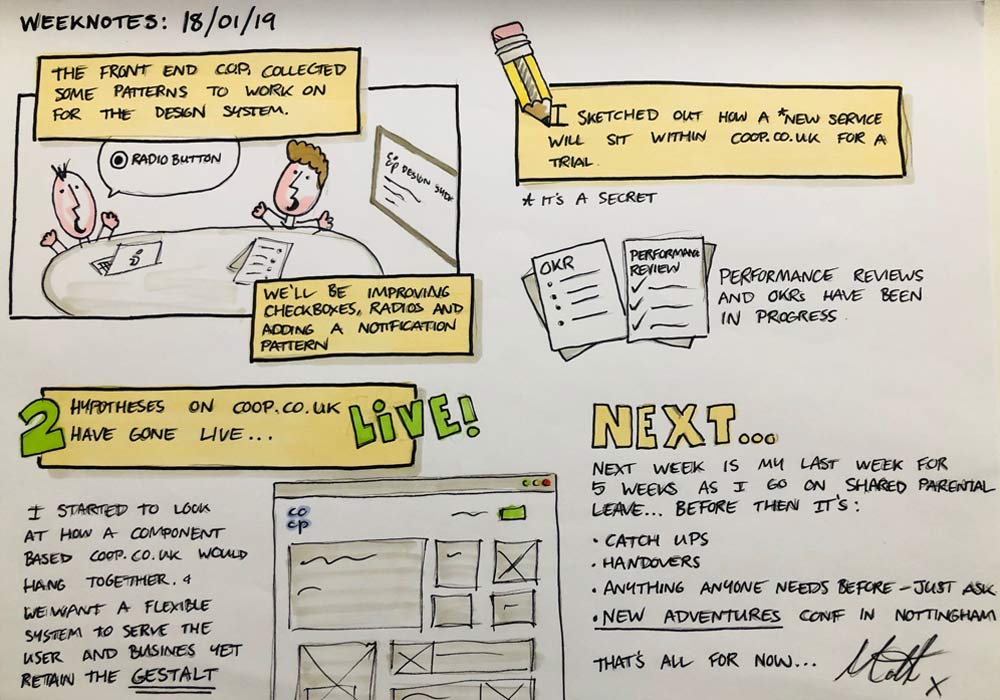 WEEKNOTES: 18/01/19
THE FRONT END C.O.P. COLLECTED
SOME PATTERNS TO WORK ON
FOR THE DESIGN SYSTEM.
RADIO BUTTON
DESIGN
WE'LL BE IMPROVING
CHECKBOXES, RADIOS AND
ADDING A NOTIFICATION
PATTERN
I SKETCHED OUT HOW A *NEW SERVICE
WILL SIT WITHIN COOP.CO.UK FOR A
TRIAL.
* IT'S A SECRET
OKR
PERFORMANCE
REVIEW
PERFORMANCE REVIEWS
AND OKRs HAVE BEEN
IN PROGRESS.
2 HYPOTHESES ON COOP.CO.UK
HAVE GONE LIVE...
LIVE!
I STARTED TO LOOK
AT HOW A COMPONENT
BASED COOP.CO.UK WOULD
HANG TOGETHER.
WE WANT A FLEXIBLE
SYSTEM TO SERVE THE
USER AND BUSINES YET
RETAIN THE GESTALT
co
op
NEXT...
NEXT WEEK IS MY LAST WEEK FOR
5 WEEKS AS I GO ON SHARED PARENTAL
LEAVE... BEFORE THEN IT'S:
• CATCH UPS
• HANDOVERS
• ANYTHING ANYONE NEEDS BEFORE – JUST ASK
• NEW ADVENTURES CONF IN NOTTINGHAM
THAT'S ALL FOR NOW...
Matt x